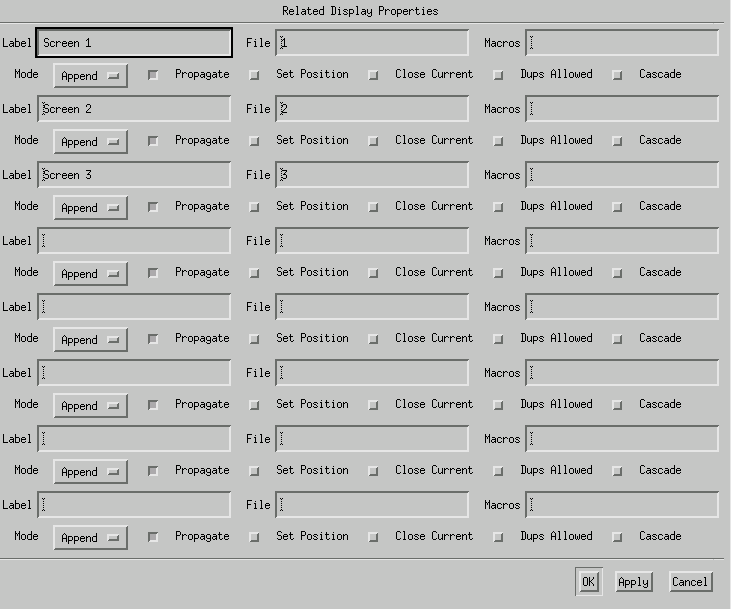 Related Display Properties
Label Screen 1 File 1 Macros
Mode Append Propagate Set Position Close Current Dups Allowed Cascade
Label Screen 2 File 2 Macros
Mode Append Propagate Set Position Close Current Dups Allowed Cascade
Label Screen 3 File 3 Macros
Mode Append Propagate Set Position Close Current Dups Allowed Cascade
Label File Macros
Mode Append Propagate Set Position Close Current Dups Allowed Cascade
Label File Macros
Mode Append Propagate Set Position Close Current Dups Allowed Cascade
Label File Macros
Mode Append Propagate Set Position Close Current Dups Allowed Cascade
Label File Macros
Mode Append Propagate Set Position Close Current Dups Allowed Cascade
Label File Macros
Mode Append Propagate Set Position Close Current Dups Allowed Cascade
OK Apply Cancel